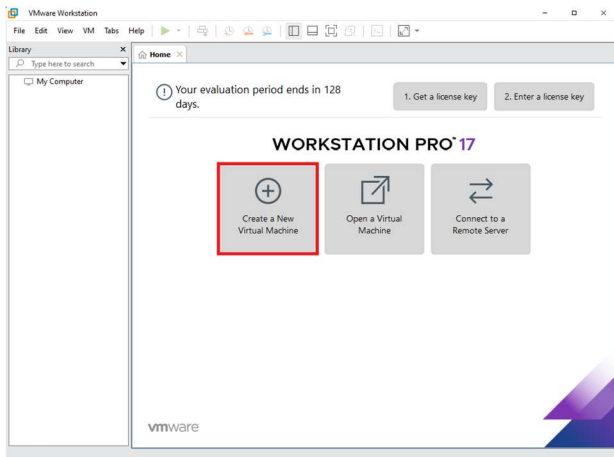 VMware Workstation
File Edit View VM Tabs Help
Library
Type here to search
My Computer
Home
Your evaluation period ends in 128
days.
1. Get a license key
2. Enter a license key
WORKSTATION PRO™ 17
Create a New
Virtual Machine
Open a Virtual
Machine
Connect to a
Remote Server
vmware